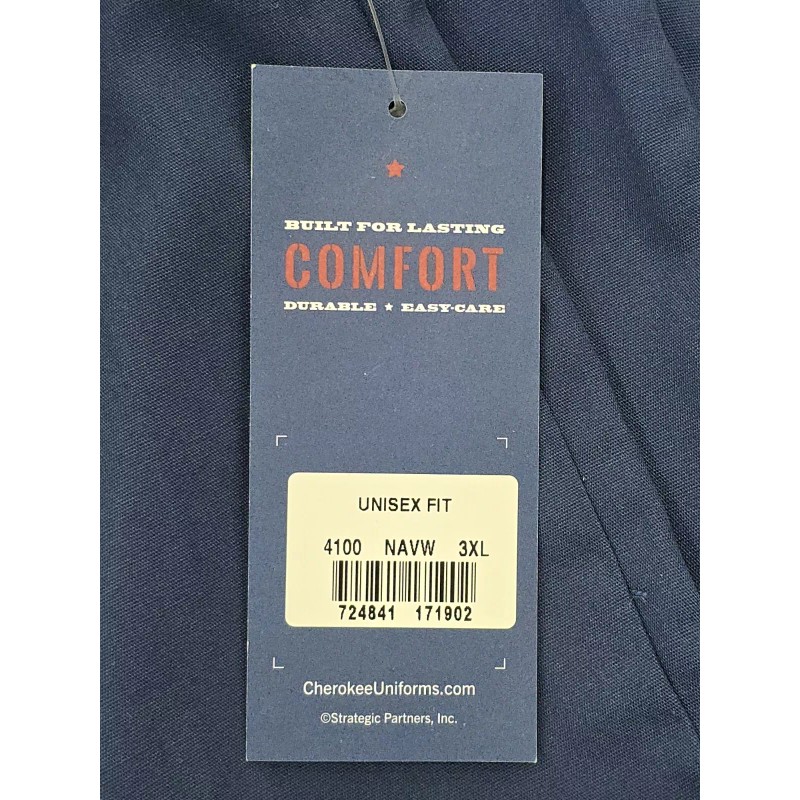 BUILT FOR LASTING
COMFORT
DURABLE ★ EASY-CARE
UNISEX FIT
4100 NAVW 3XL
724841 171902
CherokeeUniforms.com
©Strategic Partners, Inc.